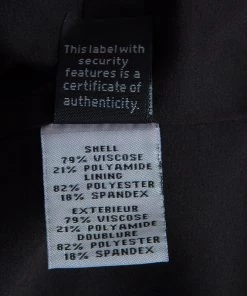 This label with
security
features is a
certificate of
authenticity.
SHELL
79% VISCOSE
21% POLYAMIDE
LINING
82% POLYESTER
18% SPANDEX
EXTERIEUR
79% VISCOSE
21% POLYAMIDE
DOUBLURE
82% POLYESTER
18% SPANDEX